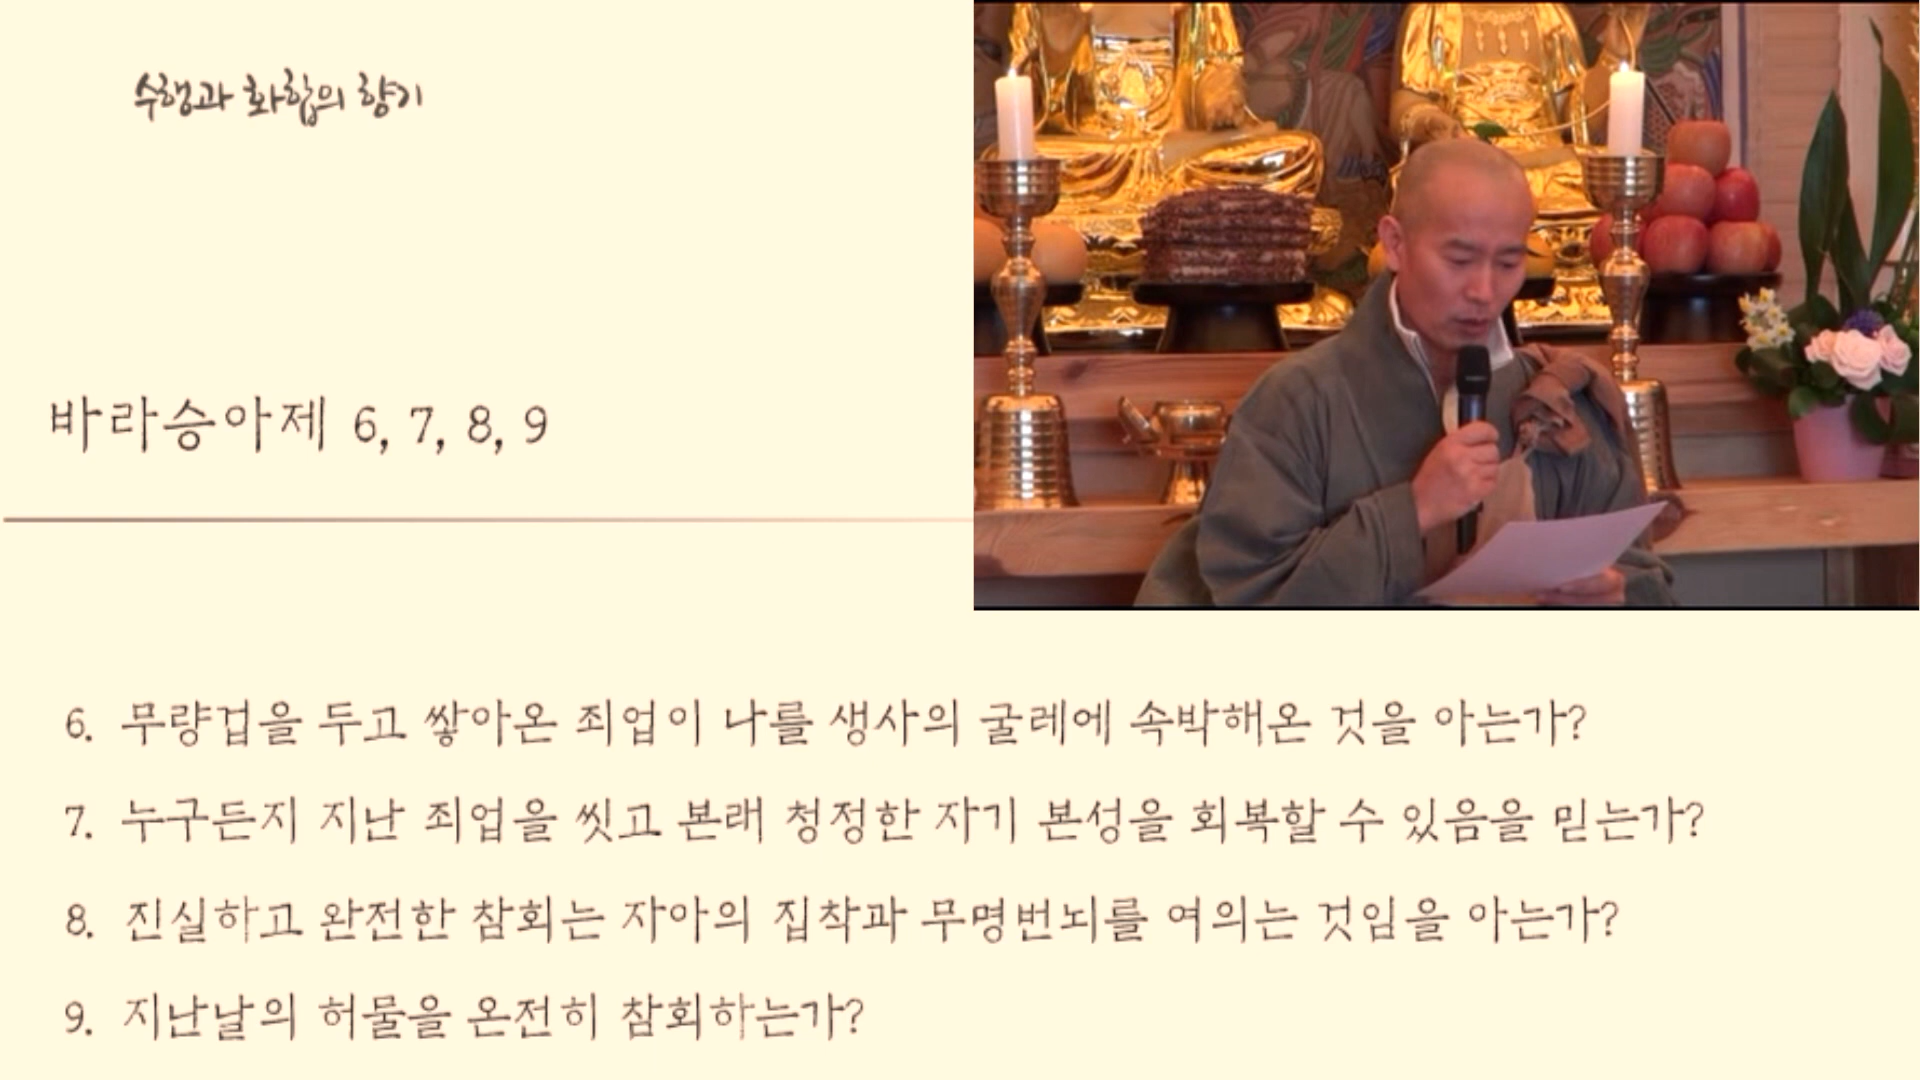 수행과 화합의 향기
바라승아제 6, 7, 8, 9
6. 무량겁을 두고 쌓아온 죄업이 나를 생사의 굴레에 속박해온 것을 아는가?
7. 누구든지 지난 죄업을 씻고 본래 청정한 자기 본성을 회복할 수 있음을 믿는가?
8. 진실하고 완전한 참회는 자아의 집착과 무명번뇌를 여의는 것임을 아는가?
9. 지난날의 허물을 온전히 참회하는가?